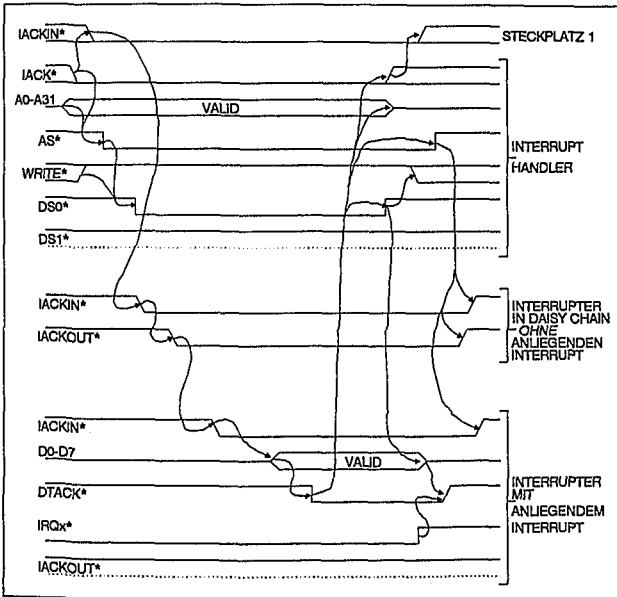 IACKIN*
STECKPLATZ 1
IACK*
A0-A31
VALID
AS*
INTERRUPT
WRITE*
HANDLER
DS0*
DS1*
IACKIN*
INTERRUPTER
IN DAISY CHAIN
IACKOUT*
OHNE
ANLIEGENDEN
INTERRUPT
IACKIN*
D0-D7
VALID
INTERRUPTER
DTACK*
MIT
ANLIEGENDEM
IRQx*
INTERRUPT
IACKOUT*